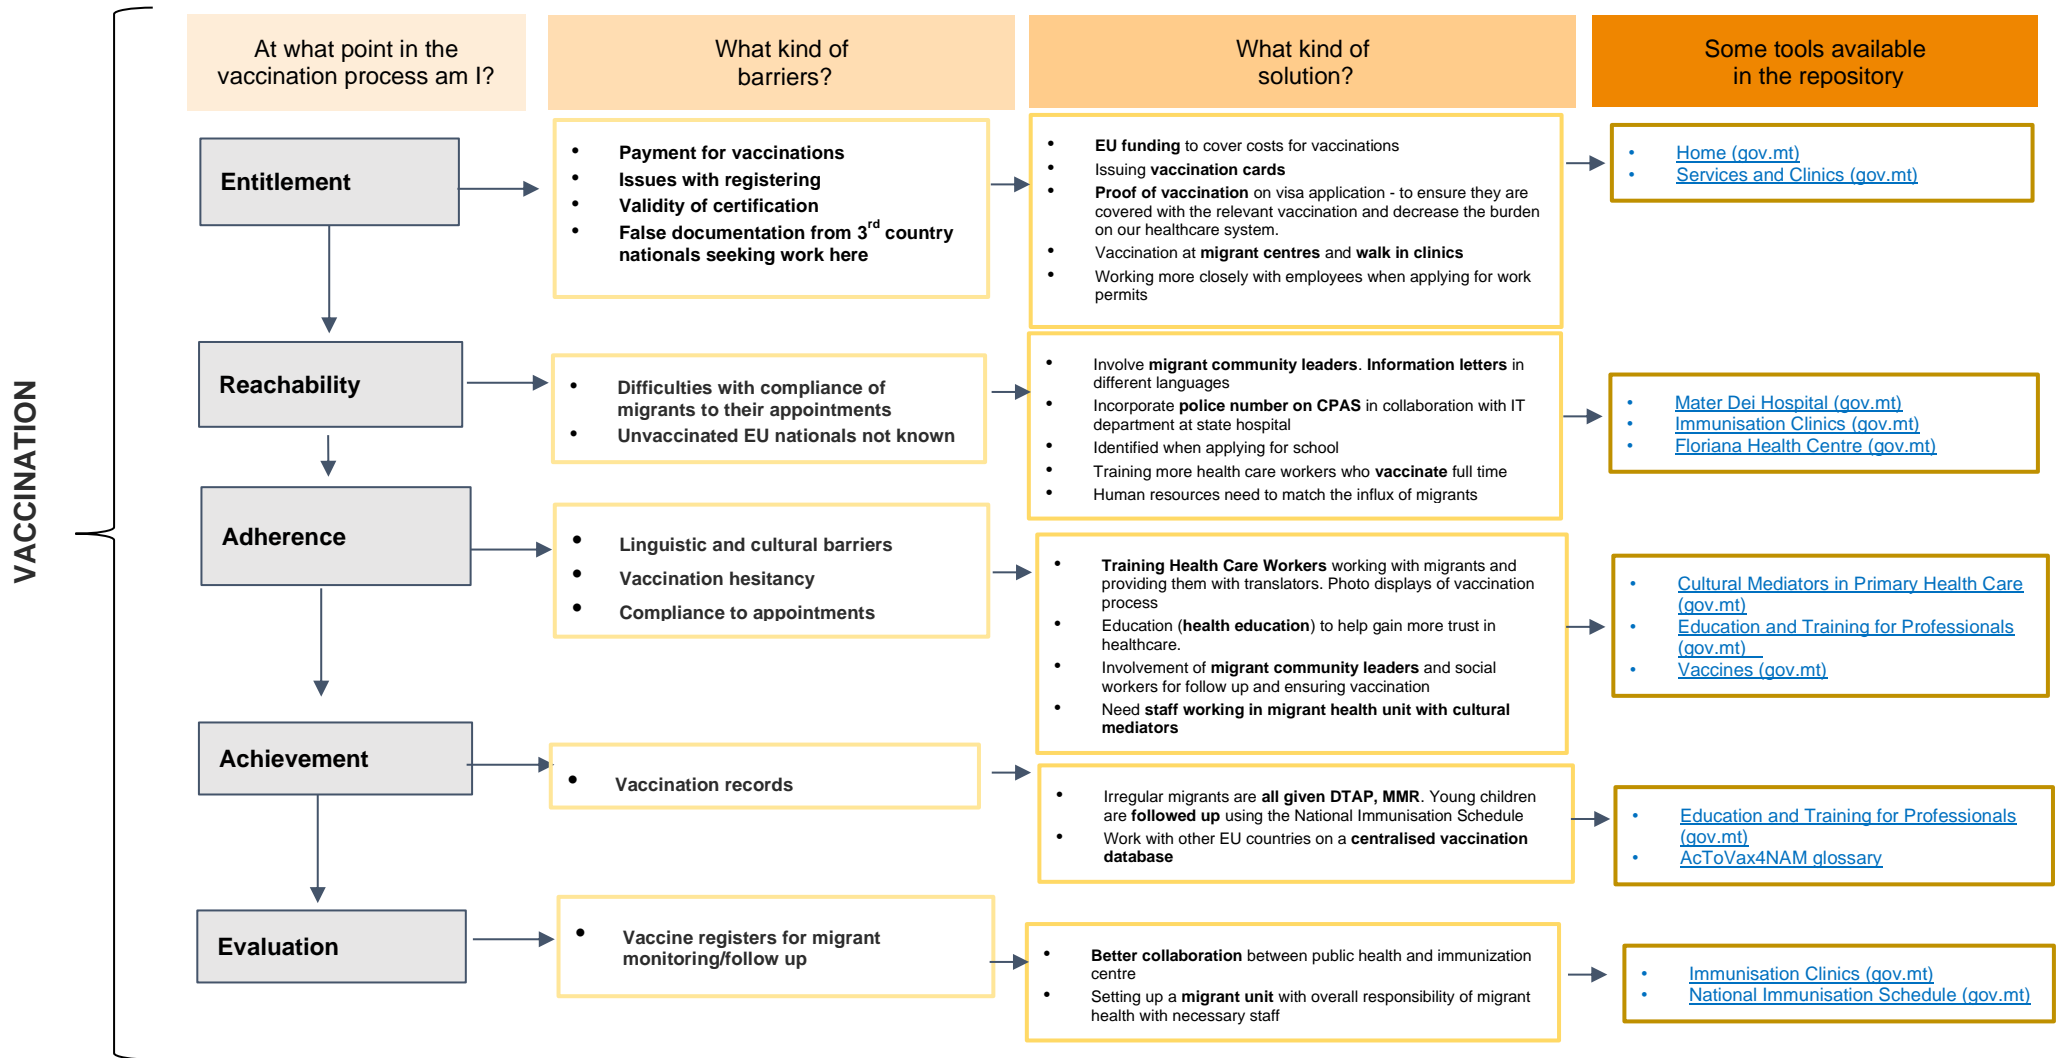 VACCINATION
At what point in the
vaccination process am I?
What kind of
barriers?
What kind of
solution?
Some tools available
in the repository
Entitlement
• Payment for vaccinations
• Issues with registering
• Validity of certification
• False documentation from 3rd country
nationals seeking work here
• EU funding to cover costs for vaccinations
• Issuing vaccination cards
• Proof of vaccination on visa application - to ensure they are
covered with the relevant vaccination and decrease the burden
on our healthcare system.
• Vaccination at migrant centres and walk in clinics
• Working more closely with employees when applying for work
permits
• Home (gov.mt)
• Services and Clinics (gov.mt)
Reachability
• Difficulties with compliance of
migrants to their appointments
• Unvaccinated EU nationals not known
• Involve migrant community leaders. Information letters in
different languages
• Incorporate police number on CPAS in collaboration with IT
department at state hospital
• Identified when applying for school
• Training more health care workers who vaccinate full time
• Human resources need to match the influx of migrants
• Mater Dei Hospital (gov.mt)
• Immunisation Clinics (gov.mt)
• Floriana Health Centre (gov.mt)
Adherence
• Linguistic and cultural barriers
• Vaccination hesitancy
• Compliance to appointments
• Training Health Care Workers working with migrants and
providing them with translators. Photo displays of vaccination
process
• Education (health education) to help gain more trust in
healthcare.
• Involvement of migrant community leaders and social
workers for follow up and ensuring vaccination
• Need staff working in migrant health unit with cultural
mediators
• Cultural Mediators in Primary Health Care
(gov.mt)
• Education and Training for Professionals
(gov.mt)
• Vaccines (gov.mt)
Achievement
• Vaccination records
• Irregular migrants are all given DTAP, MMR. Young children
are followed up using the National Immunisation Schedule
• Work with other EU countries on a centralised vaccination
database
• Education and Training for Professionals
(gov.mt)
• AcToVax4NAM glossary
Evaluation
• Vaccine registers for migrant
monitoring/follow up
• Better collaboration between public health and immunization
centre
• Setting up a migrant unit with overall responsibility of migrant
health with necessary staff
• Immunisation Clinics (gov.mt)
• National Immunisation Schedule (gov.mt)